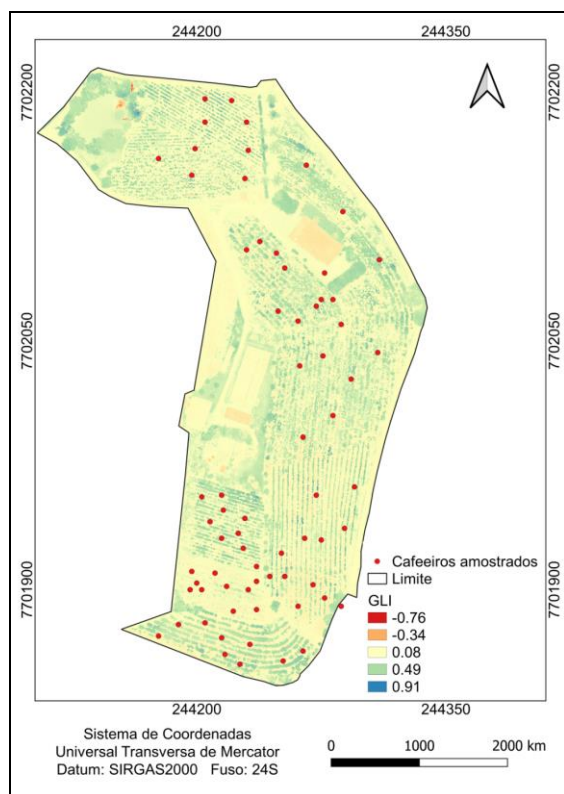 244200
244350
7702200
7702200
7702050
7702050
7701900
7701900
Cafeeiros amostrados
Limite
GLI
-0.76
-0.34
0.08
0.49
0.91
244200
244350
Sistema de Coordenadas
Universal Transversa de Mercator
Datum: SIRGAS2000 Fuso: 24S
0 1000 2000 km